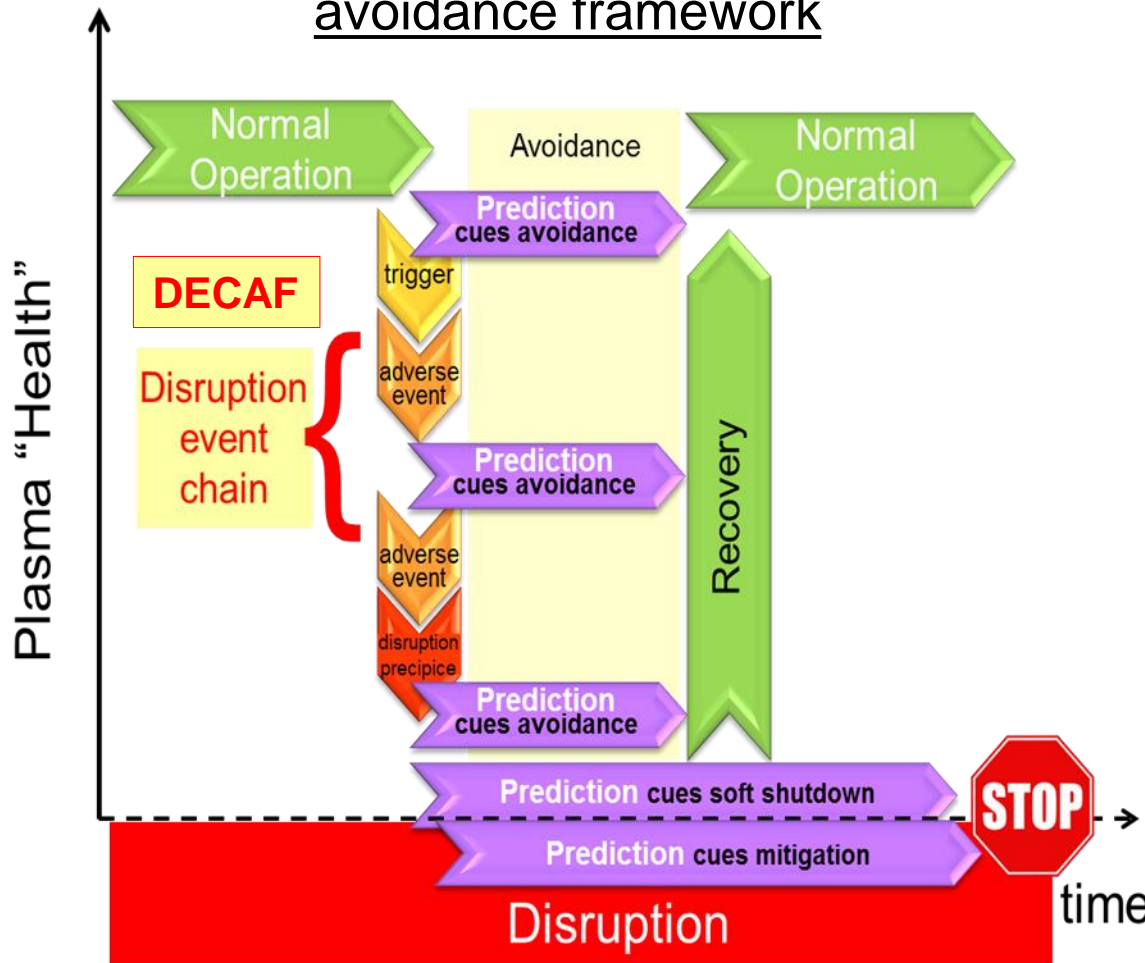 avoidance framework
Normal
Operation
Avoidance
Normal
Operation
Prediction
cues avoidance
trigger
DECAF
adverse
event
Disruption
event
chain
Prediction
cues avoidance
adverse
event
disruption
precipice
Prediction
cues avoidance
Recovery
Plasma “Health”
Prediction cues soft shutdown
STOP
Prediction cues mitigation
time
Disruption